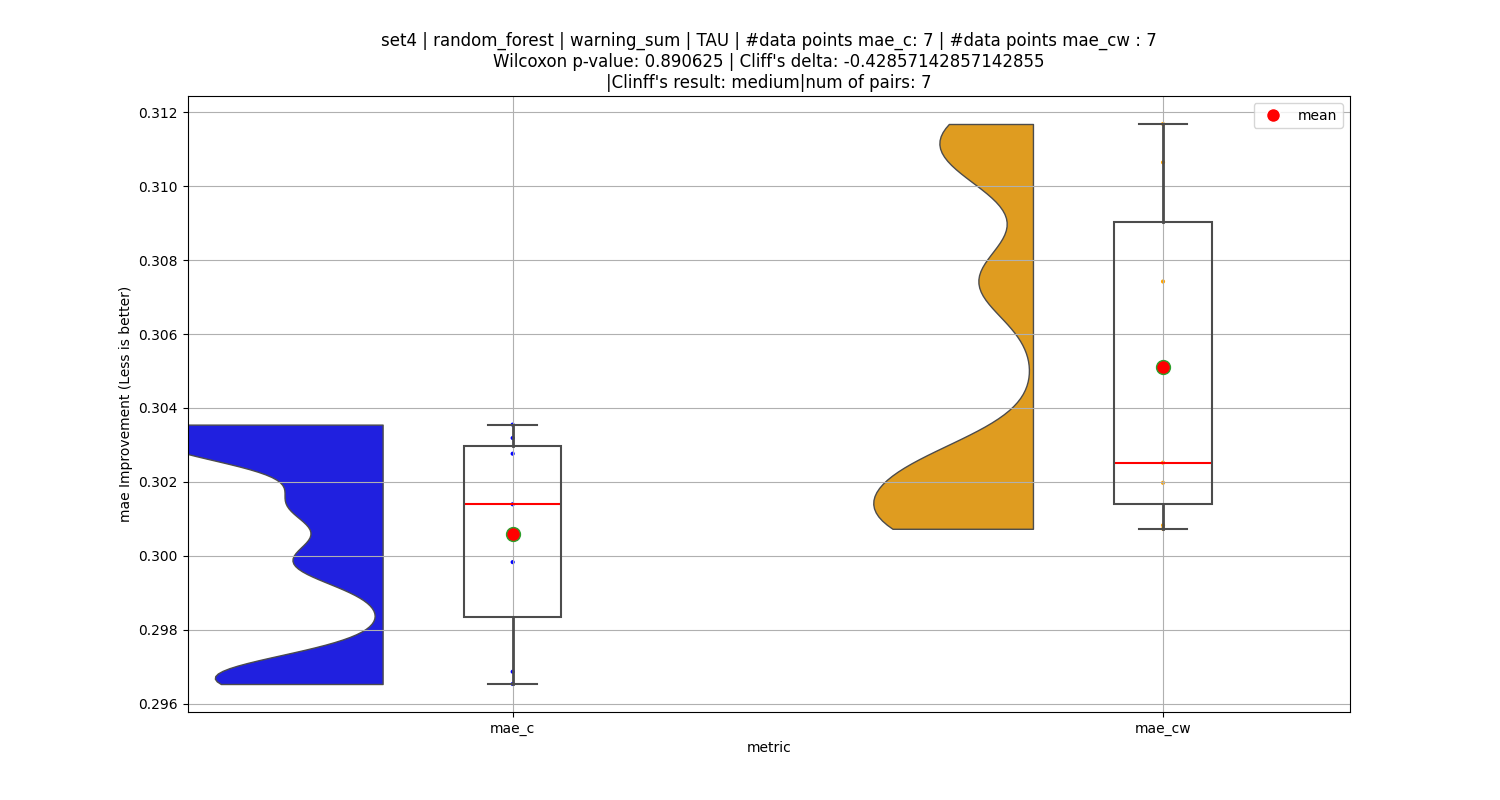 set4 | random_forest | warning_sum | TAU | #data points mae_c: 7 | #data points mae_cw : 7
Wilcoxon p-value: 0.890625 | Cliff's delta: -0.42857142857142855
|Clinff's result: medium|num of pairs: 7
mean
0.312
0.310
0.308
0.306
0.304
0.302
0.300
0.298
0.296
mae Improvement (Less is better)
mae_c
mae_cw
metric